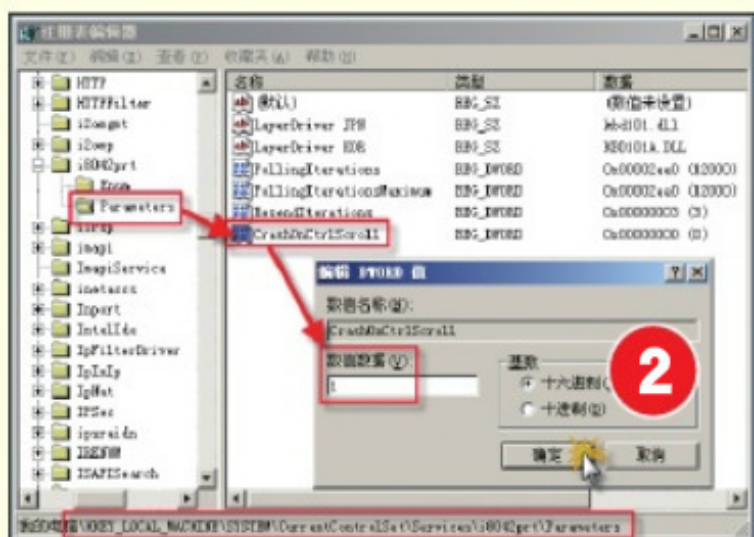 注册表编辑器
文件(F) 编辑(E) 查看(V) 收藏夹(A) 帮助(H)
HTTP
HTTPFilter
i2omgmt
i2omp
i8042prt
Enum
Parameters
iirsp
imapi
ImapiService
inetaccs
Inport
IntelIde
IpFilterDriver
IpInIp
IpNat
IPSec
ipsraidn
IRENUM
ISAPISearch
名称 类型 数据
(默认) REG_SZ (数值未设置)
LayerDriver JPN REG_SZ kbd101.dll
LayerDriver KOR REG_SZ KBD101A.DLL
PollingIterations REG_DWORD 0x00002ee0 (12000)
PollingIterationsMaximum REG_DWORD 0x00002ee0 (12000)
ResendIterations REG_DWORD 0x00000003 (3)
CrashOnCtrlScroll REG_DWORD 0x00000000 (0)
编辑 DWORD 值
数值名称(N):
CrashOnCtrlScroll
数值数据(V):
1
基数
十六进制(
十进制(D)
2
确定 取消
我的电脑\HKEY_LOCAL_MACHINE\SYSTEM\CurrentControlSet\Services\i8042prt\Parameters